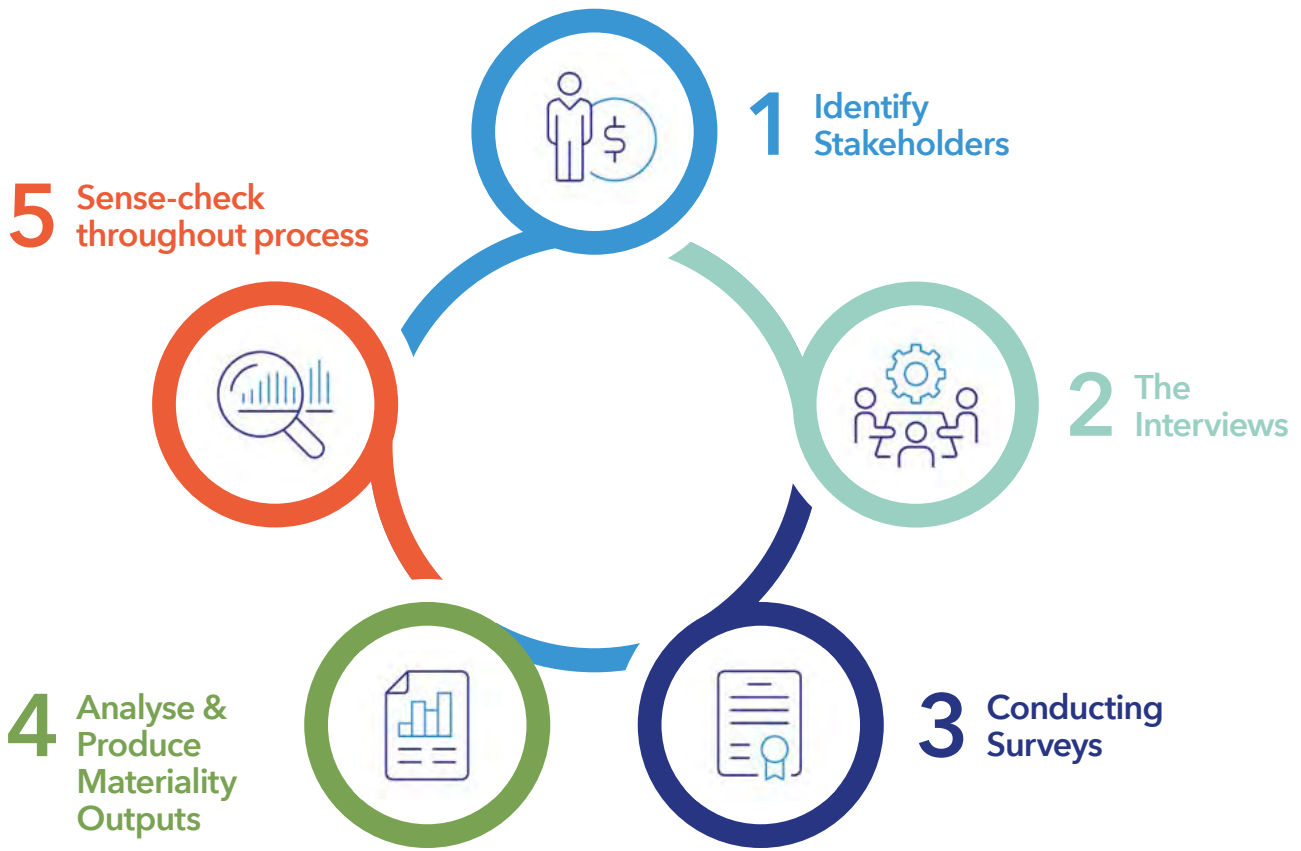 1 Identify
Stakeholders
2 The
Interviews
3 Conducting
Surveys
4 Analyse &
Produce
Materiality
Outputs
5 Sense-check
throughout process
$